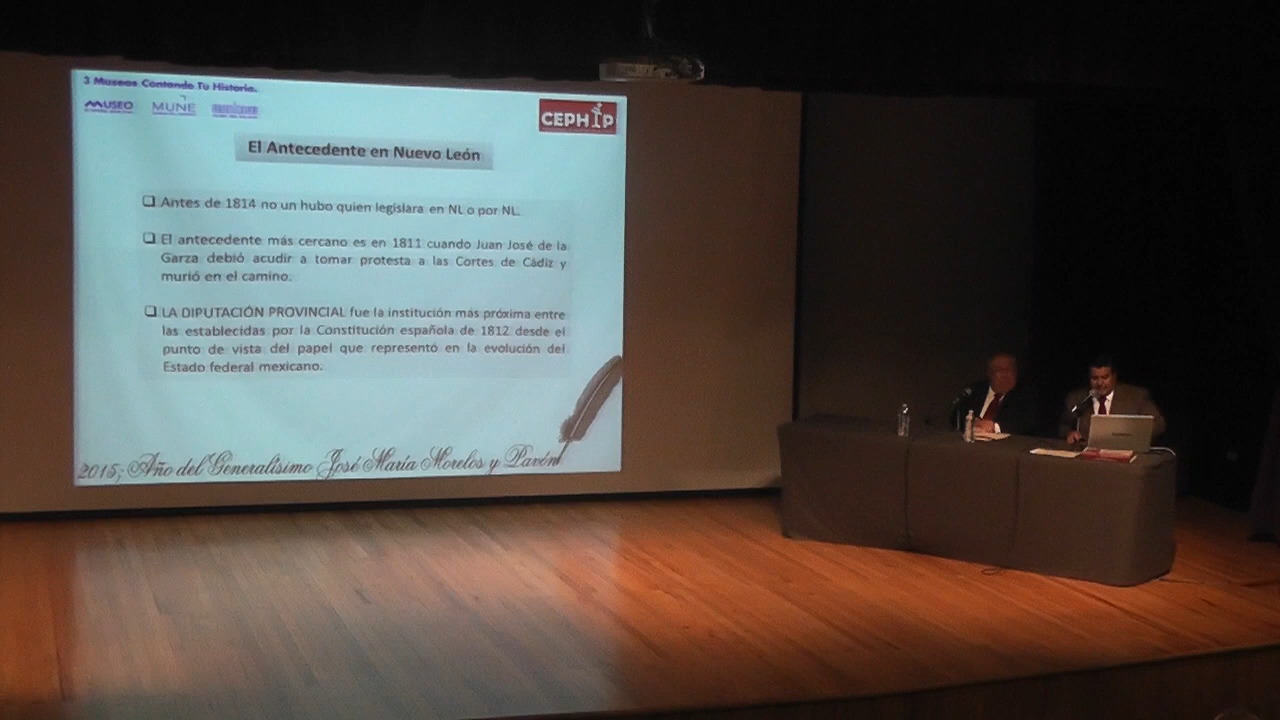 3 Museos Contando Tu Historia.
MUSEO
MUNE
CEPHIP
El Antecedente en Nuevo León
❑ Antes de 1814 no un hubo quien legislara en NL o por NL.
❑ El antecedente más cercano es en 1811 cuando Juan José de la
Garza debió acudir a tomar protesta a las Cortes de Cádiz y
murió en el camino.
❑ LA DIPUTACIÓN PROVINCIAL fue la institución más próxima entre
las establecidas por la Constitución española de 1812 desde el
punto de vista del papel que representó en la evolución del
Estado federal mexicano.
2015; Año del Generalísimo José María Morelos y Pavón